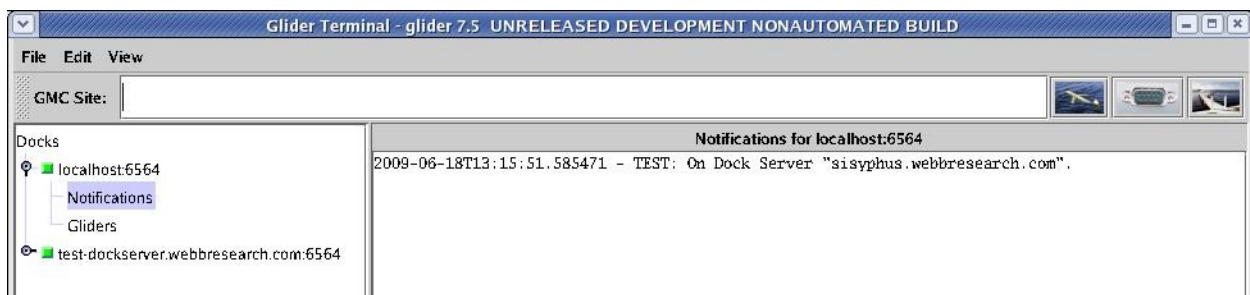 Glider Terminal - glider 7.5 UNRELEASED DEVELOPMENT NONAUTOMATED BUILD
File Edit View
GMC Site:
Docks
localhost:6564
Notifications
Gliders
test-dockserver.webbresearch.com:6564
Notifications for localhost:6564
2009-06-18T13:15:51.585471 - TEST: On Dock Server "sisyphus.webbresearch.com".